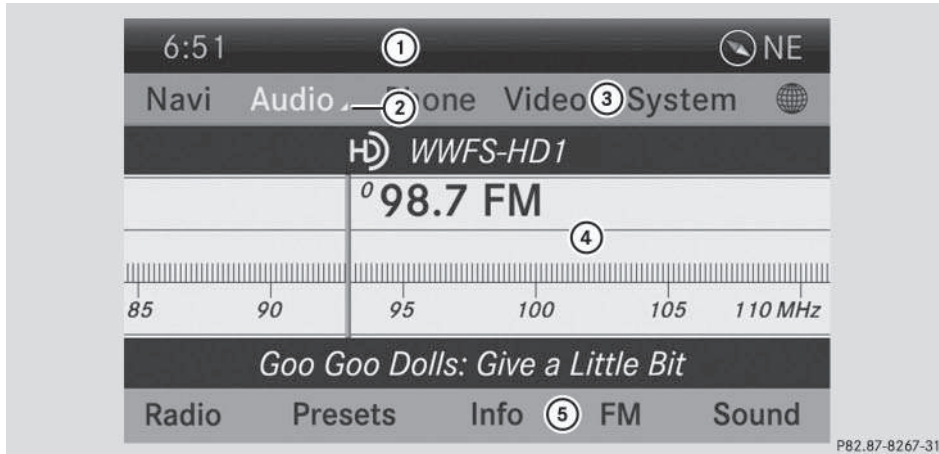 6:51 1 NE
Navi Audio 2 Phone Video 3 System
HD WWFS-HD1
0 98.7 FM
4
85 90 95 100 105 110 MHz
Goo Goo Dolls: Give a Little Bit
Radio Presets Info 5 FM Sound
P82.87-8267-31